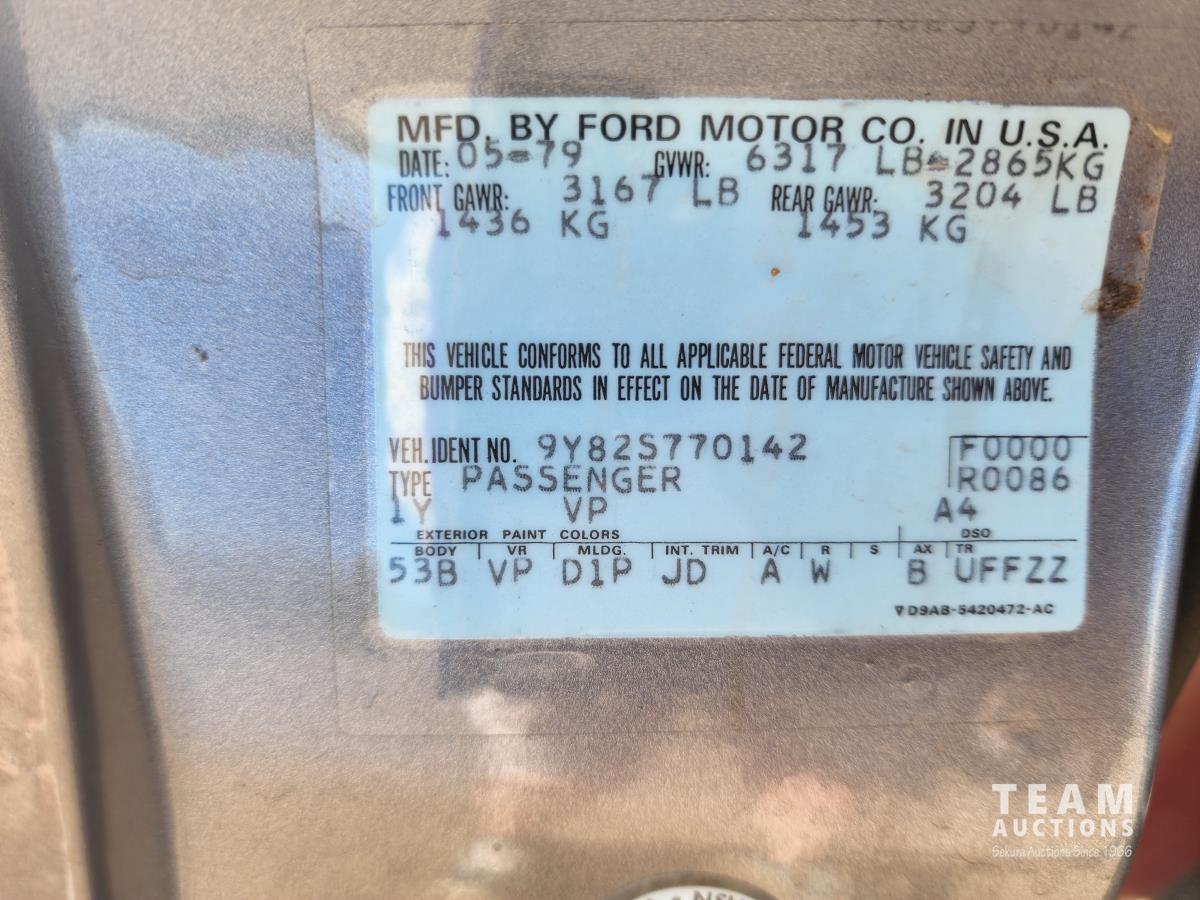 MFD. BY FORD MOTOR CO. IN U.S.A.
DATE: 05-79 GVWR: 6317 LB-2865KG
FRONT GAWR: 3167 LB REAR GAWR: 3204 LB
1436 KG 1453 KG
THIS VEHICLE CONFORMS TO ALL APPLICABLE FEDERAL MOTOR VEHICLE SAFETY AND
BUMPER STANDARDS IN EFFECT ON THE DATE OF MANUFACTURE SHOWN ABOVE.
VEH. IDENT NO. 9Y82S770142 F0000
TYPE PASSENGER R0086
1Y VP A4
EXTERIOR PAINT COLORS DSO
BODY VR MLDG. INT. TRIM A/C R S AX TR
53B VP D1P JD A W B UFFZZ
D9AB-5420472-AC
TEAM
AUCTIONS
Sekura Auctions Since 1966